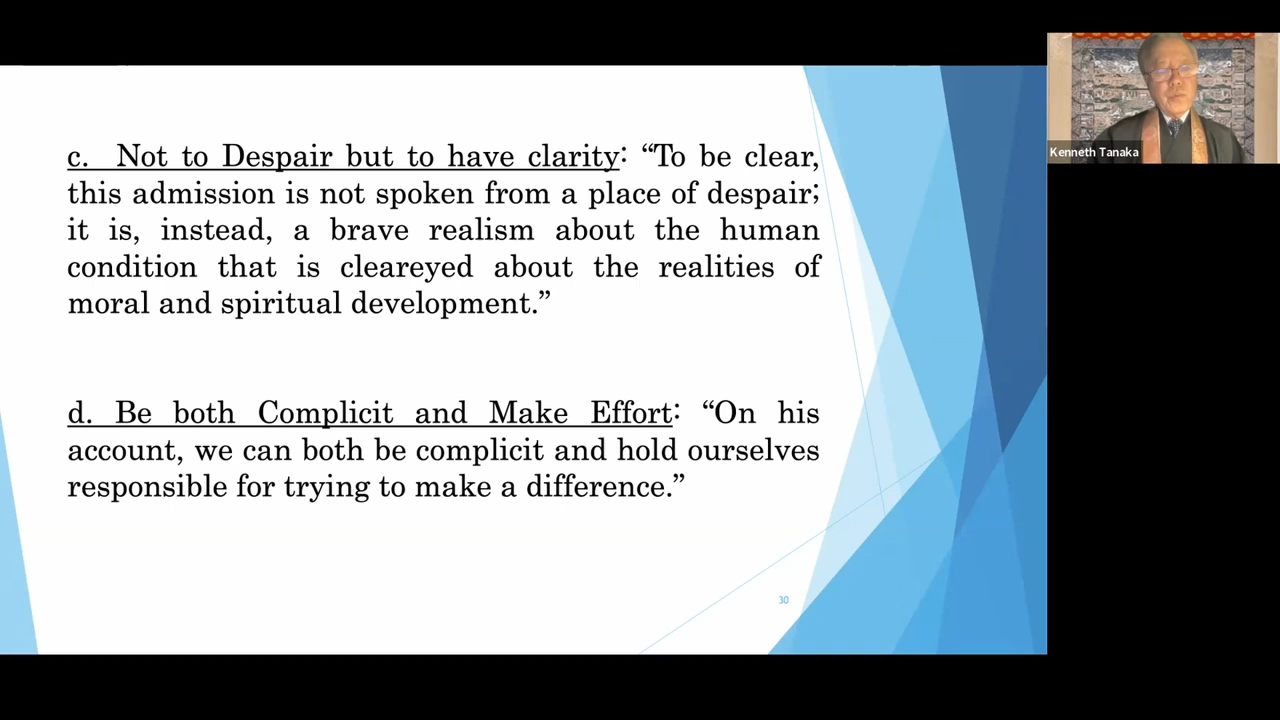 c. Not to Despair but to have clarity: “To be clear,
this admission is not spoken from a place of despair;
it is, instead, a brave realism about the human
condition that is cleareyed about the realities of
moral and spiritual development.”
d. Be both Complicit and Make Effort: “On his
account, we can both be complicit and hold ourselves
responsible for trying to make a difference.”
30
Kenneth Tanaka